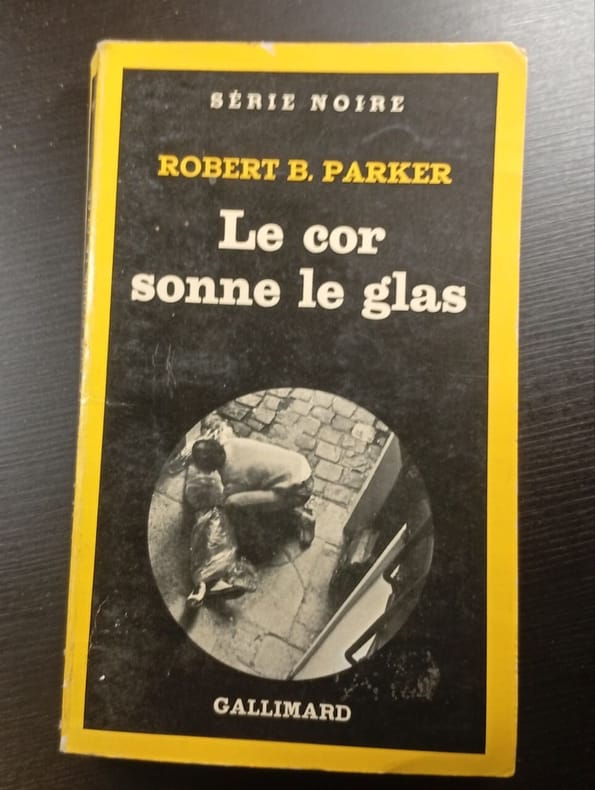 SÉRIE NOIRE
ROBERT B. PARKER
Le cor
sonne le glas
GALLIMARD